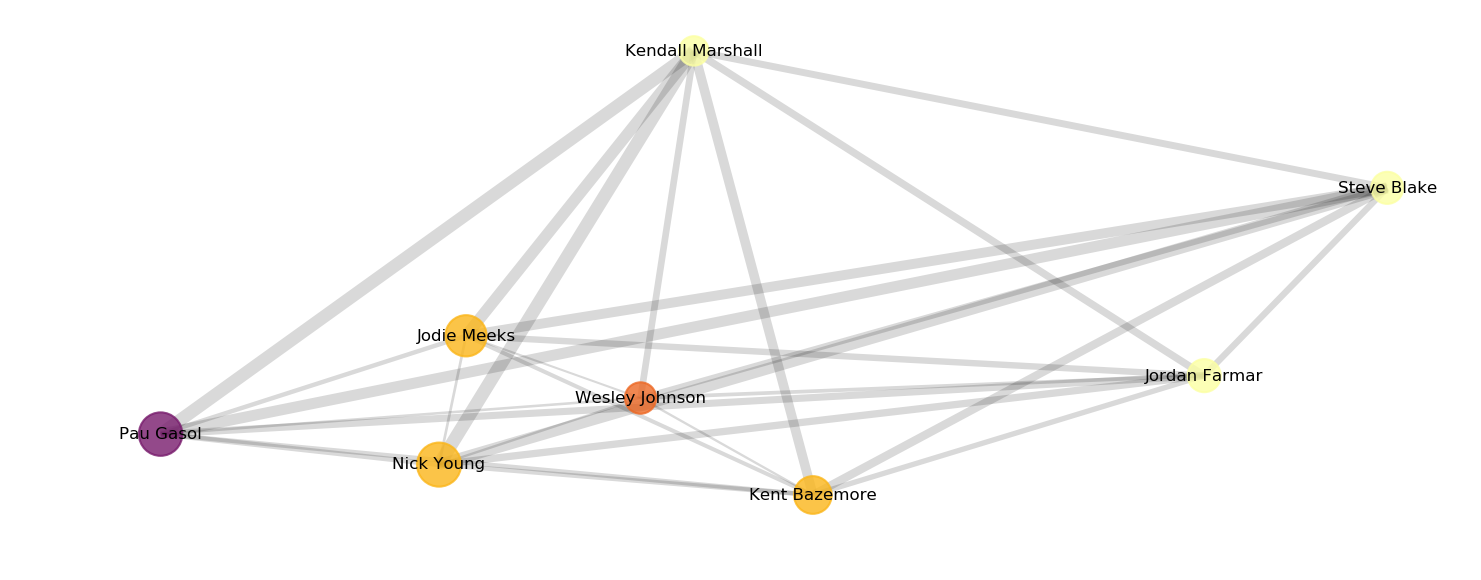 Kendall Marshall
Steve Blake
Jodie Meeks
Jordan Farmar
Wesley Johnson
Pau Gasol
Nick Young
Kent Bazemore